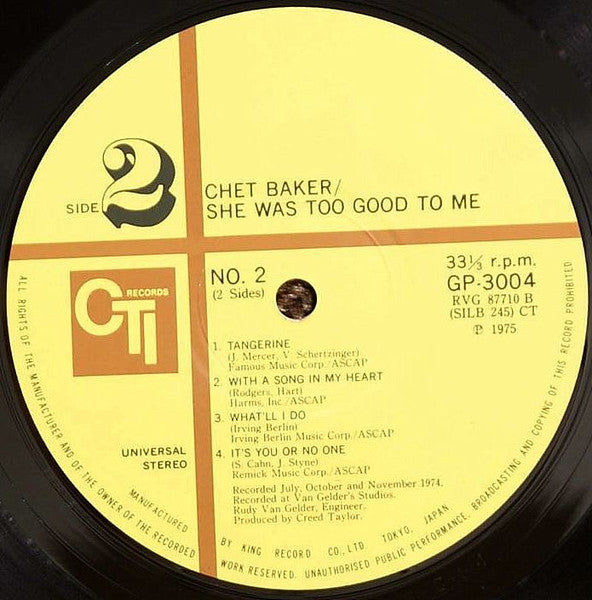 SIDE 2
CHET BAKER/
SHE WAS TOO GOOD TO ME
CTI RECORDS
NO. 2
(2 Sides)
33⅓ r.p.m.
GP-3004
RVG 87710 B
(SILB 245) CT
℗ 1975
1. TANGERINE
(J. Mercer, V. Schertzinger)
Famous Music Corp./ASCAP
2. WITH A SONG IN MY HEART
(Rodgers, Hart)
Harms, Inc./ASCAP
3. WHAT'LL I DO
(Irving Berlin)
Irving Berlin Music Corp./ASCAP
4. IT'S YOU OR NO ONE
(S. Cahn, J. Styne)
Remick Music Corp./ASCAP
Recorded July, October and November 1974.
Recorded at Van Gelder's Studios.
Rudy Van Gelder, Engineer.
Produced by Creed Taylor.
UNIVERSAL
STEREO
MANUFACTURED BY KING RECORD CO., LTD TOKYO, JAPAN
ALL RIGHTS OF THE MANUFACTURER AND OF THE OWNER OF THE RECORDED WORK RESERVED. UNAUTHORISED PUBLIC PERFORMANCE, BROADCASTING AND COPYING OF THIS RECORD PROHIBITED